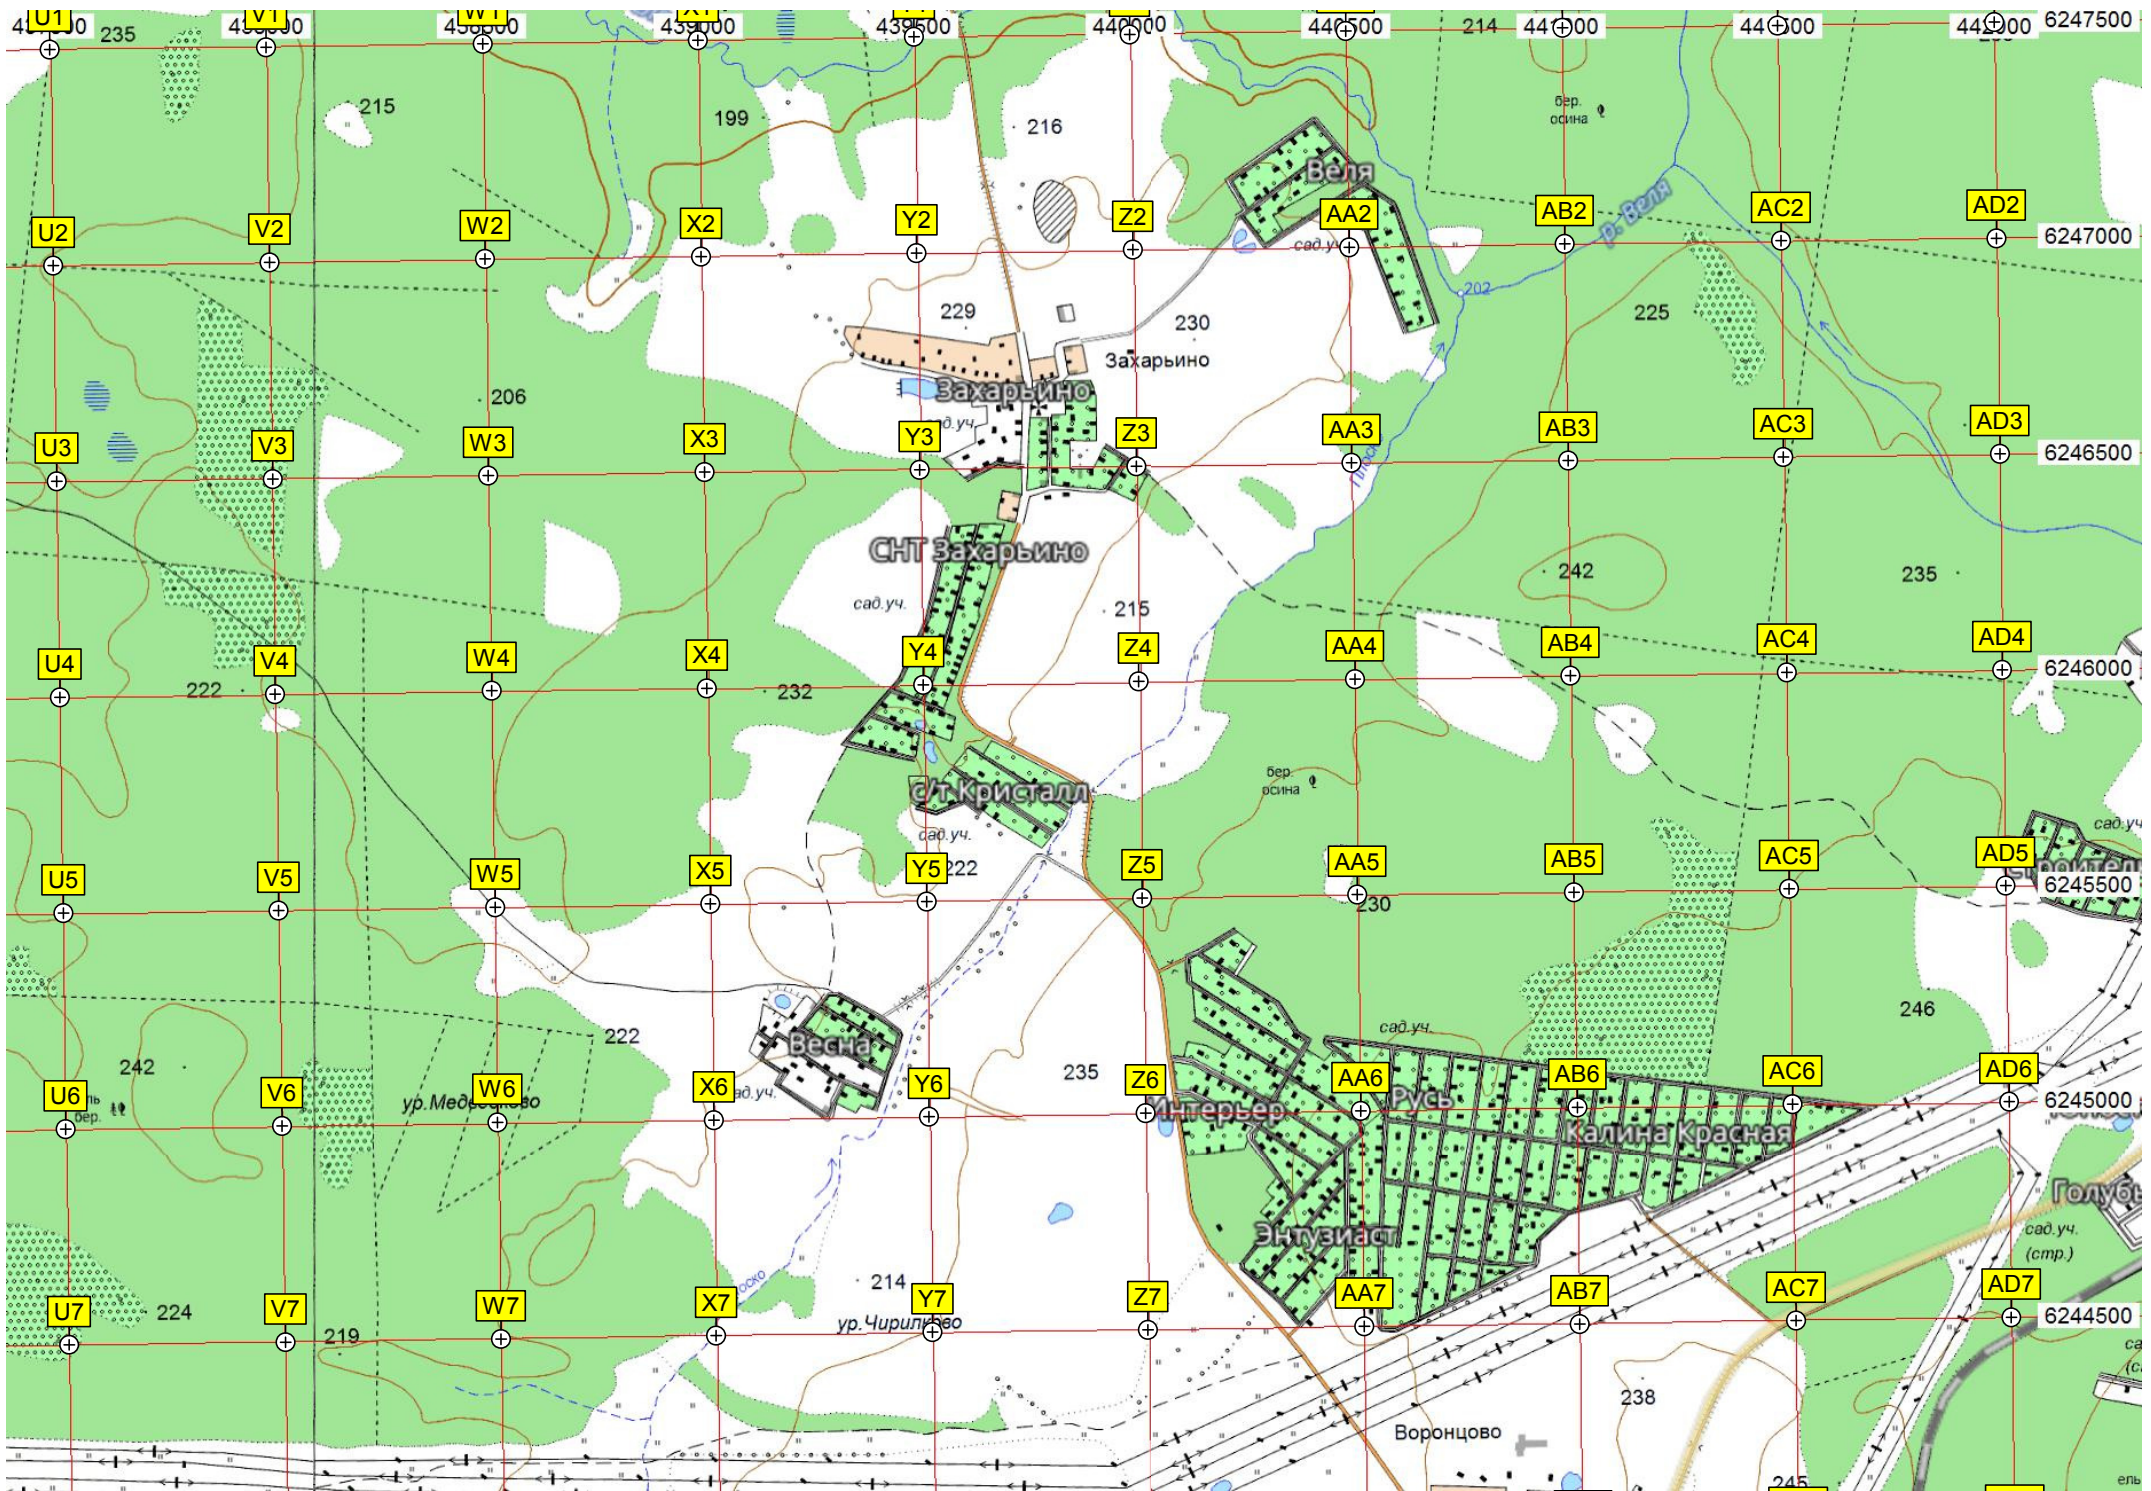 U1
V1
W1
X1
438500
439000
439500
440000
440500
214
441000
441500
442000
6247500
235
215
199
216
бер.
осина
Веля
U2
V2
W2
X2
Y2
Z2
AA2
AB2
р. Веля
AC2
AD2
6247000
сад.уч.
202
229
230
225
Захарьино
Захарьино
206
U3
V3
W3
X3
Y3
Z3
AA3
AB3
AC3
AD3
6246500
СНТ Захарьино
242
235
сад.уч.
215
U4
V4
W4
X4
Y4
Z4
AA4
AB4
AC4
AD4
6246000
222
232
бер.
осина
с/т Кристалл
сад.уч.
сад.уч
U5
V5
W5
X5
Y5
222
Z5
AA5
AB5
AC5
AD5
6245500
230
246
222
сад.уч.
Весна
242
235
U6
V6
W6
X6
Y6
Z6
AA6
AB6
AC6
AD6
6245000
бер.
ур.Медведково
Интерьер
Русь
Калина Красная
Голубь
Энтузиаст
сад.уч.
(стр.)
214
U7
V7
W7
X7
Y7
Z7
AA7
AB7
AC7
AD7
6244500
224
219
ур.Чирилково
238
Воронцово
245
ель